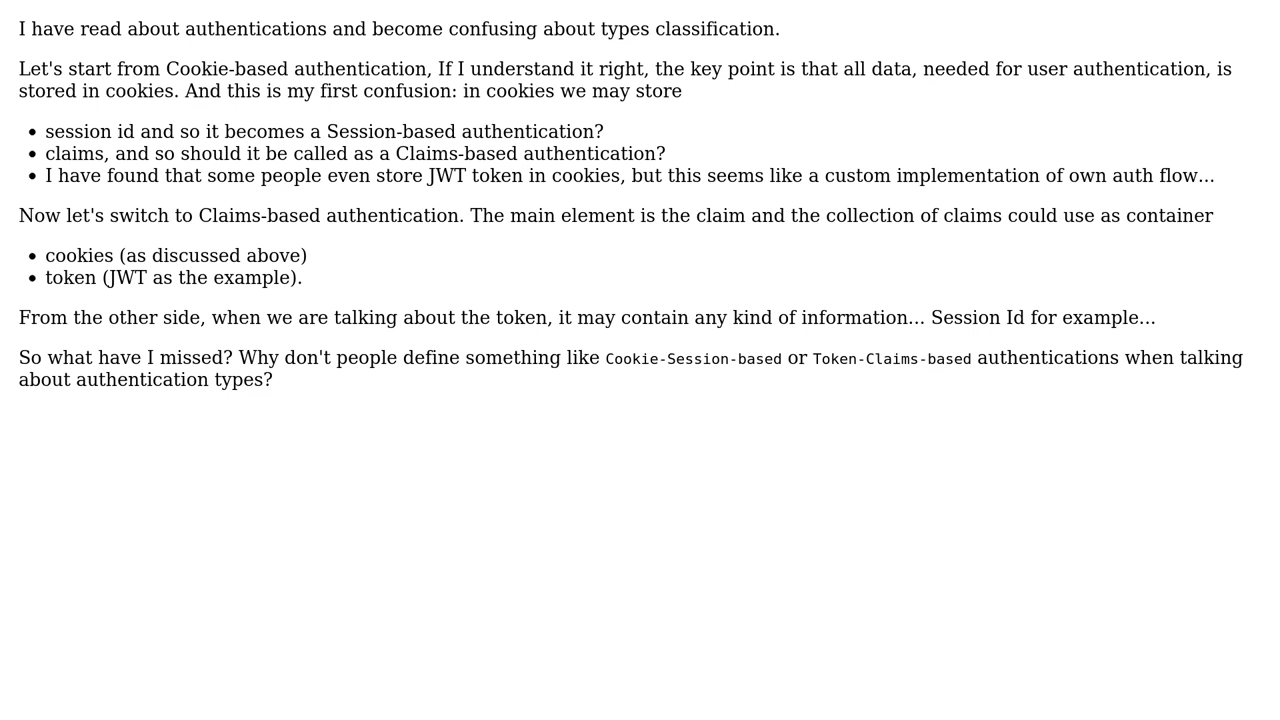 I have read about authentications and become confusing about types classification.
Let's start from Cookie-based authentication, If I understand it right, the key point is that all data, needed for user authentication, is
stored in cookies. And this is my first confusion: in cookies we may store
• session id and so it becomes a Session-based authentication?
• claims, and so should it be called as a Claims-based authentication?
• I have found that some people even store JWT token in cookies, but this seems like a custom implementation of own auth flow...
Now let's switch to Claims-based authentication. The main element is the claim and the collection of claims could use as container
• cookies (as discussed above)
• token (JWT as the example).
From the other side, when we are talking about the token, it may contain any kind of information... Session Id for example...
So what have I missed? Why don't people define something like Cookie-Session-based or Token-Claims-based authentications when talking
about authentication types?